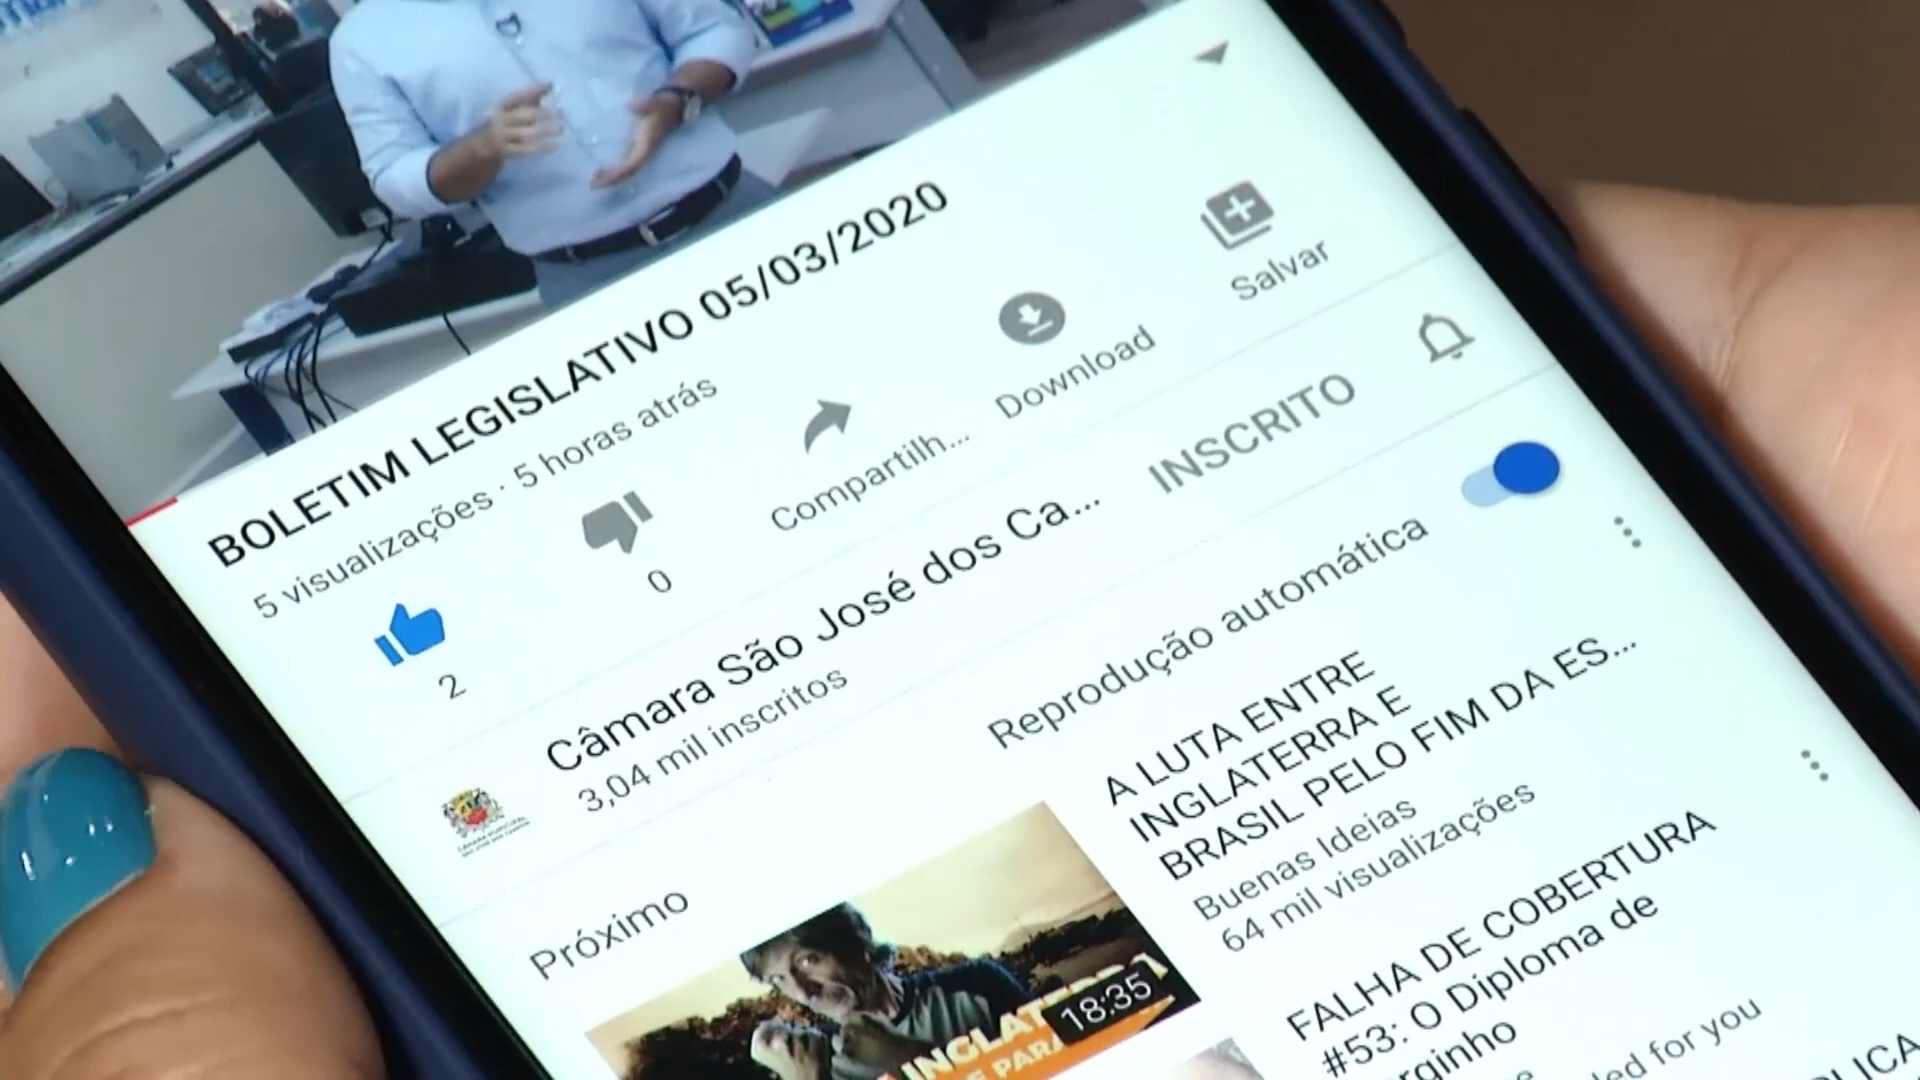 BOLETIM LEGISLATIVO 05/03/2020
5 visualizações · 5 horas atrás
2
0
Compartilh...
Download
Salvar
Câmara São José dos Ca...
3,04 mil inscritos
INSCRITO
Próximo
Reprodução automática
18:35
A LUTA ENTRE
INGLATERRA E
BRASIL PELO FIM DA ES...
Buenas Ideias
64 mil visualizações
FALHA DE COBERTURA
#53: O Diploma de
for you